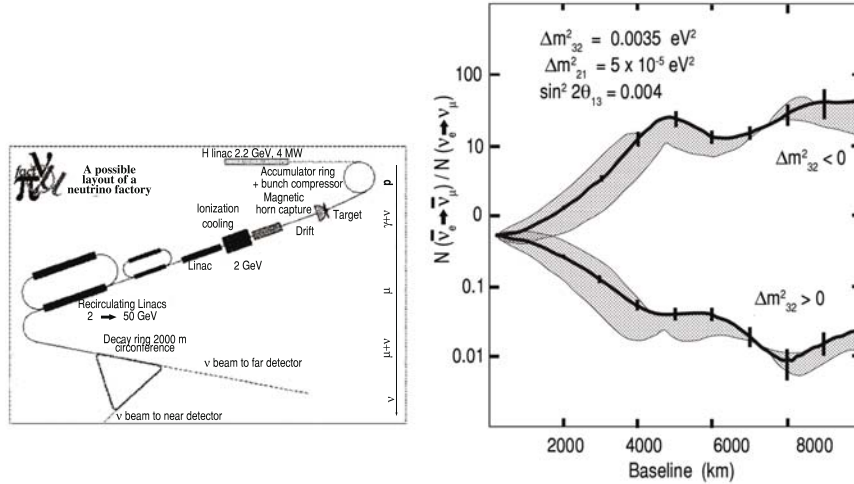 H linac 2.2 GeV, 4 MW
fact
A possible
layout of a
neutrino factory
Accumulator ring
+ bunch compressor
Magnetic
horn capture
Ionization
cooling
Target
Drift
Linac
2 GeV
Recirculating Linacs
2 → 50 GeV
Decay ring 2000 m
circonference
ν beam to far detector
ν beam to near detector
p
γ+ν
μ
μ+ν
ν
Δm²₃₂ = 0.0035 eV²
Δm²₂₁ = 5 x 10⁻⁵ eV²
sin² 2θ₁₃ = 0.004
N (ν̄ₑ → ν̄μ) / N (νₑ → νμ)
100
10
0
0.1
0.01
Δm²₃₂ < 0
Δm²₃₂ > 0
2000 4000 6000 8000
Baseline (km)